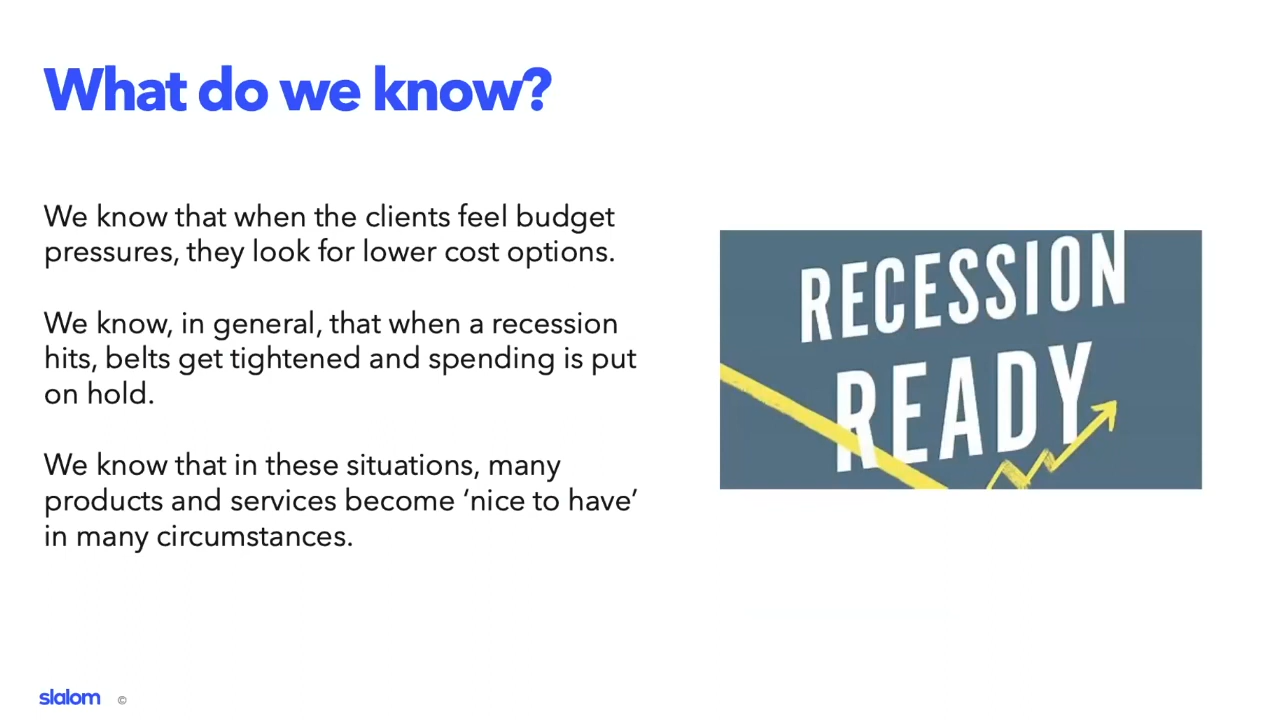 What do we know?
We know that when the clients feel budget
pressures, they look for lower cost options.
We know, in general, that when a recession
hits, belts get tightened and spending is put
on hold.
We know that in these situations, many
products and services become ‘nice to have’
in many circumstances.
RECESSION
READY
slalom ©